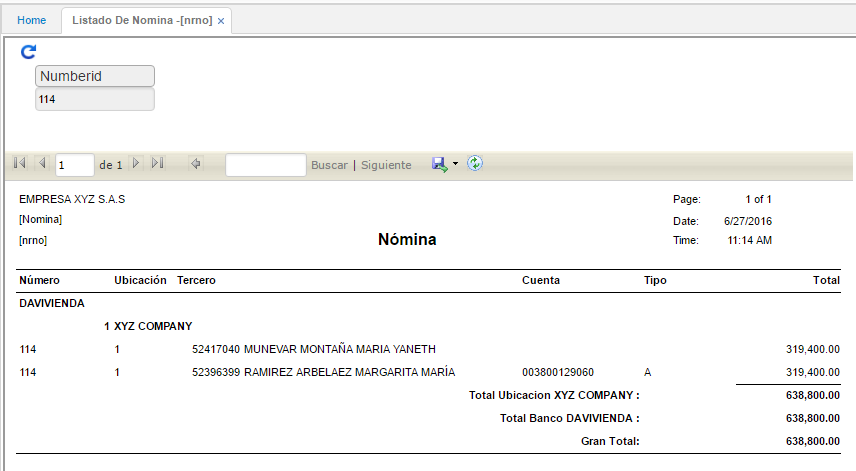 Home Listado De Nomina -[nrno] ×
Numberid
114
1 de 1 Buscar | Siguiente
EMPRESA XYZ S.A.S Page: 1 of 1
[Nomina] Date: 6/27/2016
[nrno] Nómina Time: 11:14 AM
Número Ubicación Tercero Cuenta Tipo Total
DAVIVIENDA
1 XYZ COMPANY
114 1 52417040 MUNEVAR MONTAÑA MARIA YANETH 319,400.00
114 1 52396399 RAMIREZ ARBELAEZ MARGARITA MARÍA 003800129060 A 319,400.00
Total Ubicacion XYZ COMPANY : 638,800.00
Total Banco DAVIVIENDA : 638,800.00
Gran Total: 638,800.00